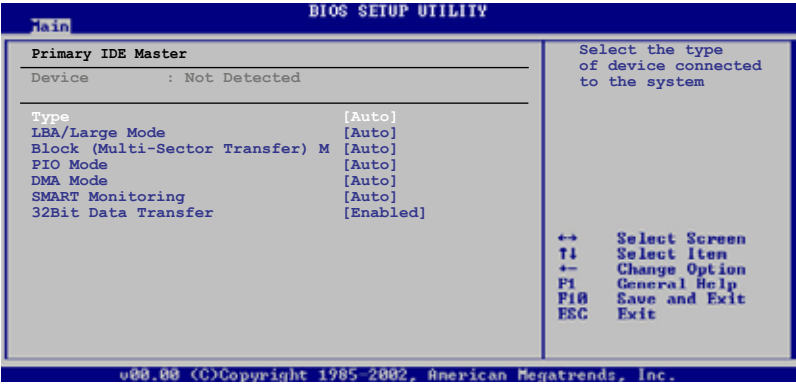 BIOS SETUP UTILITY
Main
Primary IDE Master
Device : Not Detected
Type [Auto]
LBA/Large Mode [Auto]
Block (Multi-Sector Transfer) M [Auto]
PIO Mode [Auto]
DMA Mode [Auto]
SMART Monitoring [Auto]
32Bit Data Transfer [Enabled]
Select the type
of device connected
to the system
←→ Select Screen
↑↓ Select Item
+- Change Option
F1 General Help
F10 Save and Exit
ESC Exit
v00.00 (C)Copyright 1985-2002, American Megatrends, Inc.